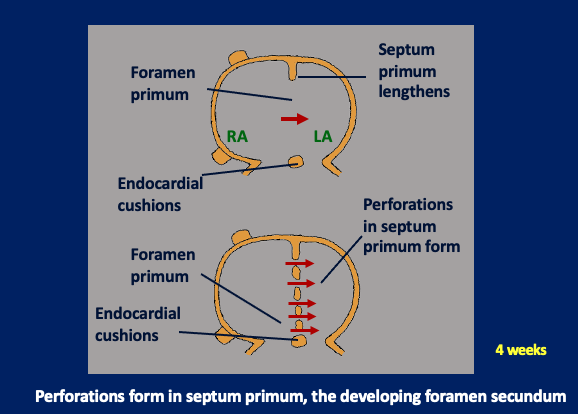 Foramen
primum
Septum
primum
lengthens
RA
LA
Endocardial
cushions
Perforations
in septum
primum form
Foramen
primum
Endocardial
cushions
4 weeks
Perforations form in septum primum, the developing foramen secundum